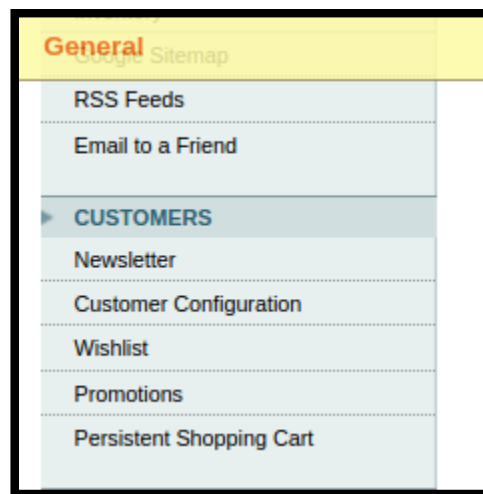 General
Google Sitemap
RSS Feeds
Email to a Friend
CUSTOMERS
Newsletter
Customer Configuration
Wishlist
Promotions
Persistent Shopping Cart